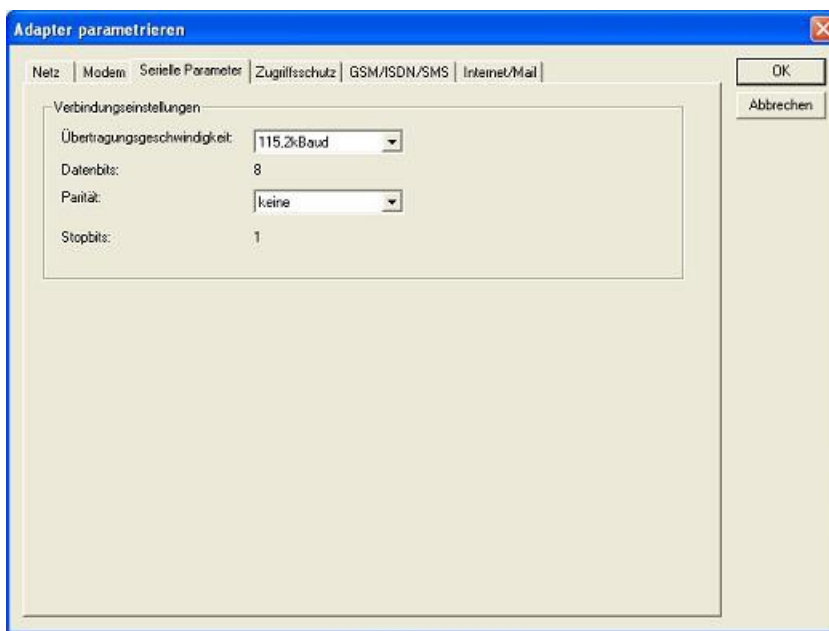 Adapter parametrieren
Netz Modem Serielle Parameter Zugriffsschutz GSM/ISDN/SMS Internet/Mail
OK
Abbrechen
Verbindungseinstellungen
Übertragungsgeschwindigkeit: 115,2kBaud
Datenbits: 8
Parität: keine
Stopbits: 1